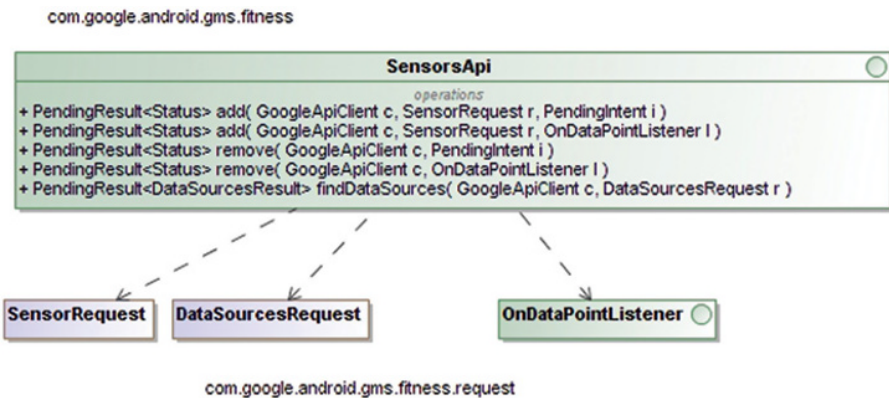 com.google.android.gms.fitness
SensorsApi
operations
+ PendingResult<Status> add( GoogleApiClient c, SensorRequest r, PendingIntent i )
+ PendingResult<Status> add( GoogleApiClient c, SensorRequest r, OnDataPointListener l )
+ PendingResult<Status> remove( GoogleApiClient c, PendingIntent i )
+ PendingResult<Status> remove( GoogleApiClient c, OnDataPointListener l )
+ PendingResult<DataSourcesResult> findDataSources( GoogleApiClient c, DataSourcesRequest r )
SensorRequest
DataSourcesRequest
OnDataPointListener
com.google.android.gms.fitness.request